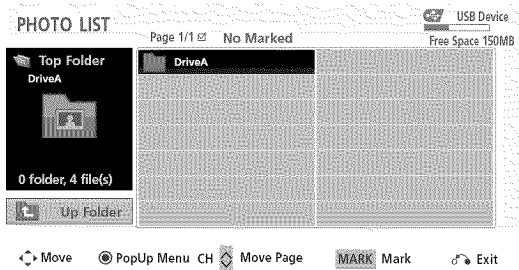 PHOTO LIST
Page 1/1 No Marked
USB Device
Free Space 150MB
Top Folder
DriveA
DriveA
0 folder, 4 file(s)
Up Folder
Move PopUp Menu CH Move Page MARK Mark Exit